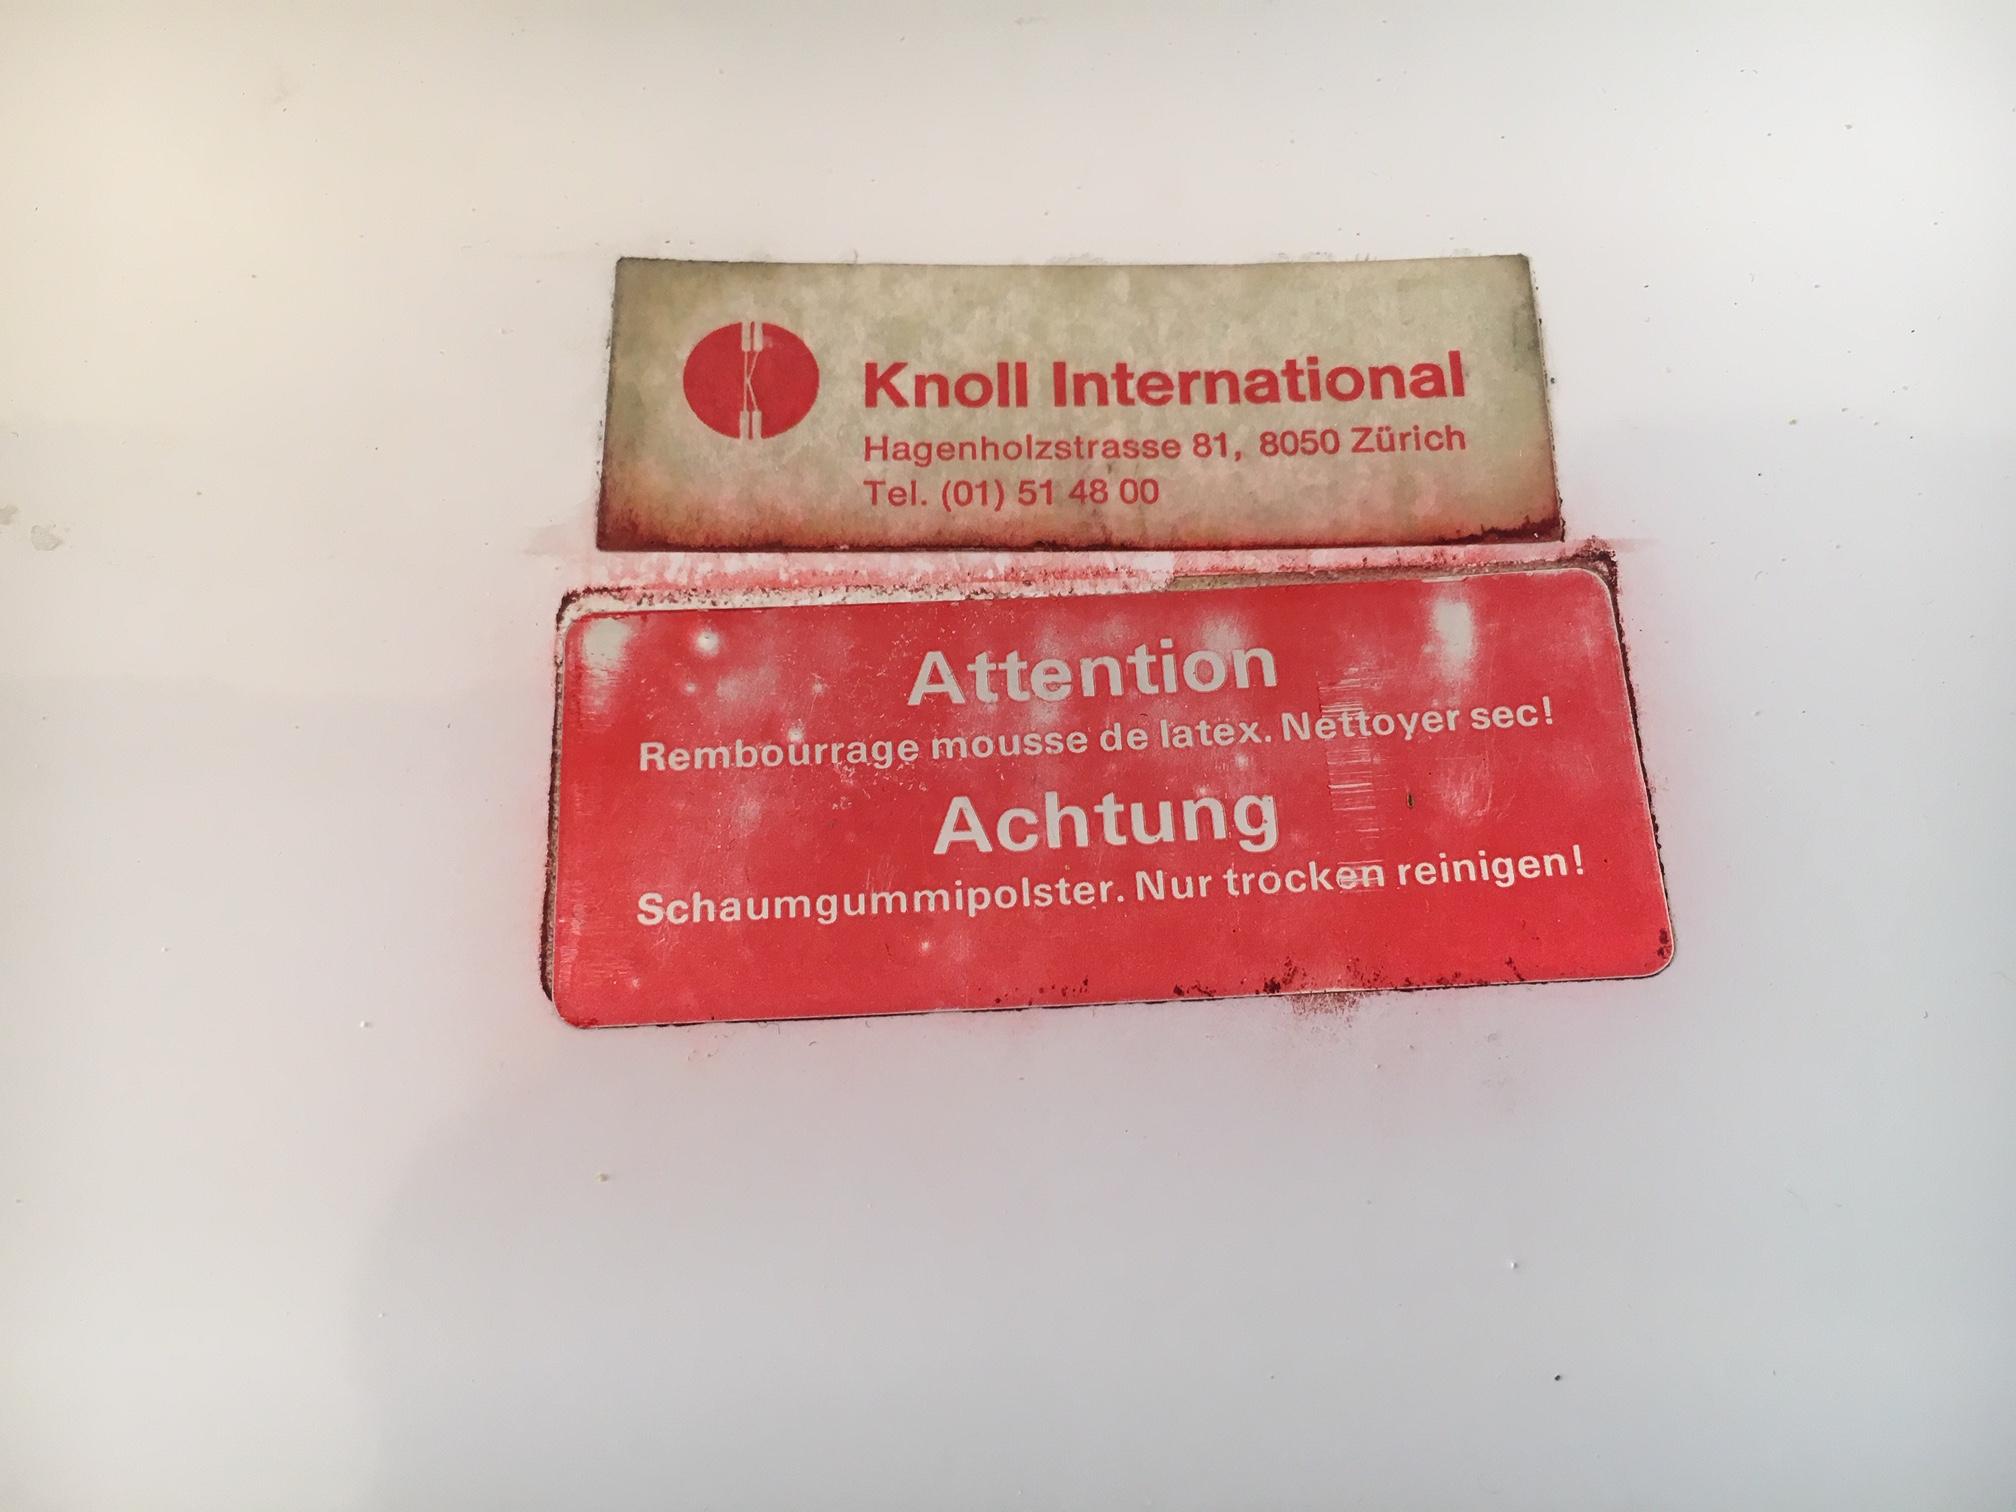 K
Knoll International
Hagenholzstrasse 81, 8050 Zürich
Tel. (01) 51 48 00
Attention
Rembourrage mousse de latex. Nettoyer sec!
Achtung
Schaumgummipolster. Nur trocken reinigen!